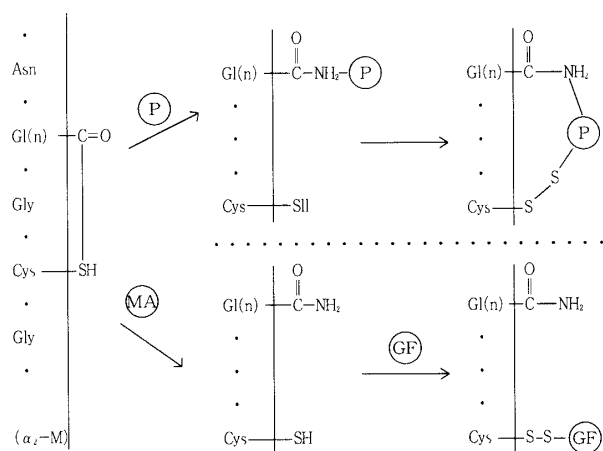 Asn
Gl(n) C=O
Gly
Cys SH
Gly
(α₂-M)
P
MA
O
Gl(n) C-NH₂-P
Cys SH
O
Gl(n) C-NH₂
P
S
Cys S
O
Gl(n) C-NH₂
Cys SH
GF
O
Gl(n) C-NH₂
Cys S-S-GF